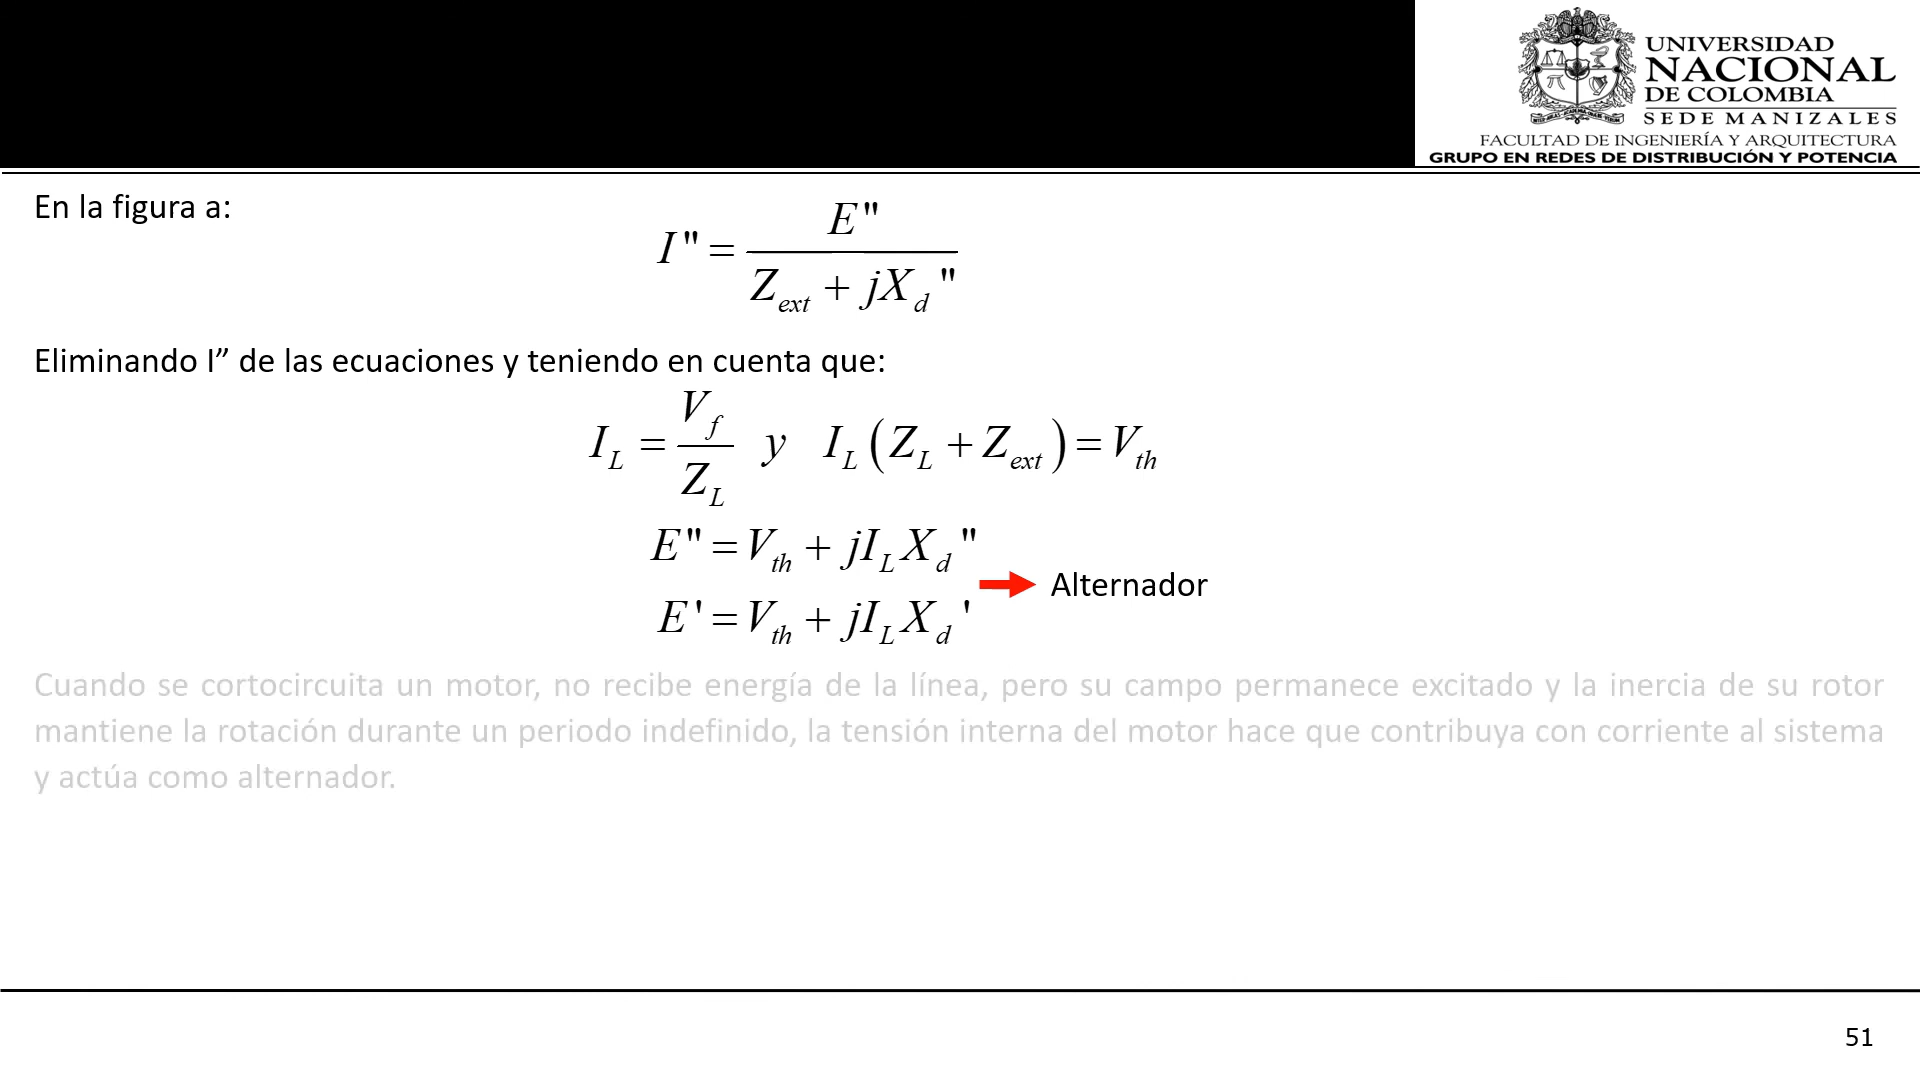 UNIVERSIDAD
NACIONAL
DE COLOMBIA
SEDE MANIZALES
FACULTAD DE INGENIERÍA Y ARQUITECTURA
GRUPO EN REDES DE DISTRIBUCIÓN Y POTENCIA
En la figura a:
I" = E" / (Z_ext + jX_d")
Eliminando I” de las ecuaciones y teniendo en cuenta que:
I_L = V_f / Z_L y I_L (Z_L + Z_ext) = V_th
E" = V_th + jI_L X_d"
E' = V_th + jI_L X_d'
Alternador
Cuando se cortocircuita un motor, no recibe energía de la línea, pero su campo permanece excitado y la inercia de su rotor
mantiene la rotación durante un periodo indefinido, la tensión interna del motor hace que contribuya con corriente al sistema
y actúa como alternador.
51